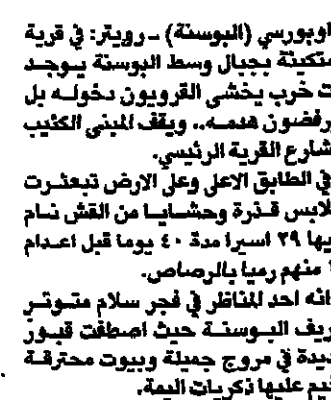 اوبورسي (البوسنة) - رويتر: في قرية
ستكينة بجبال وسط البوسنة يوجد
ت خرب يخشى القرويون دخوله بل
رفضون هدمه.. ويقف المبنى الكئيب
شارع القرية الرئيسي.
في الطابق الاعلى وعلى الارض تبعثرت
لابس قذرة وحشايا من القش نام
يها ٢٩ اسيرا مدة ٤٠ يوما قبل اعدام
١ منهم رميا بالرصاص.
انه احد المناظر في فجر سلام متوتر
ريف البوسنة حيث اصطفت قبور
ديدة في مروج جميلة وبيوت محترقة
خيم عليها ذكريات اليمة.